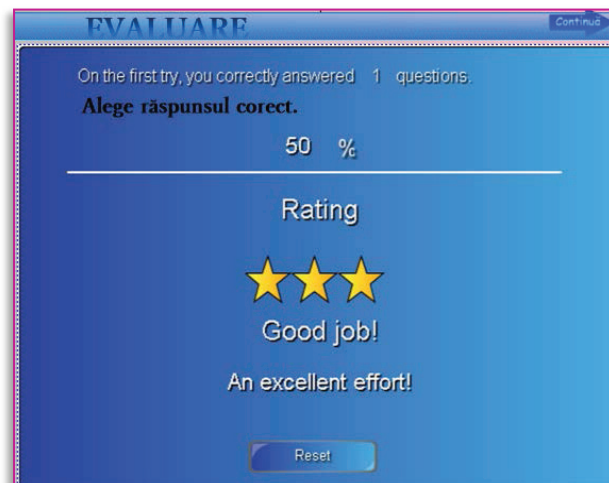 EVALUARE
Continuă
On the first try, you correctly answered 1 questions.
Alege răspunsul corect.
50 %
Rating
Good job!
An excellent effort!
Reset